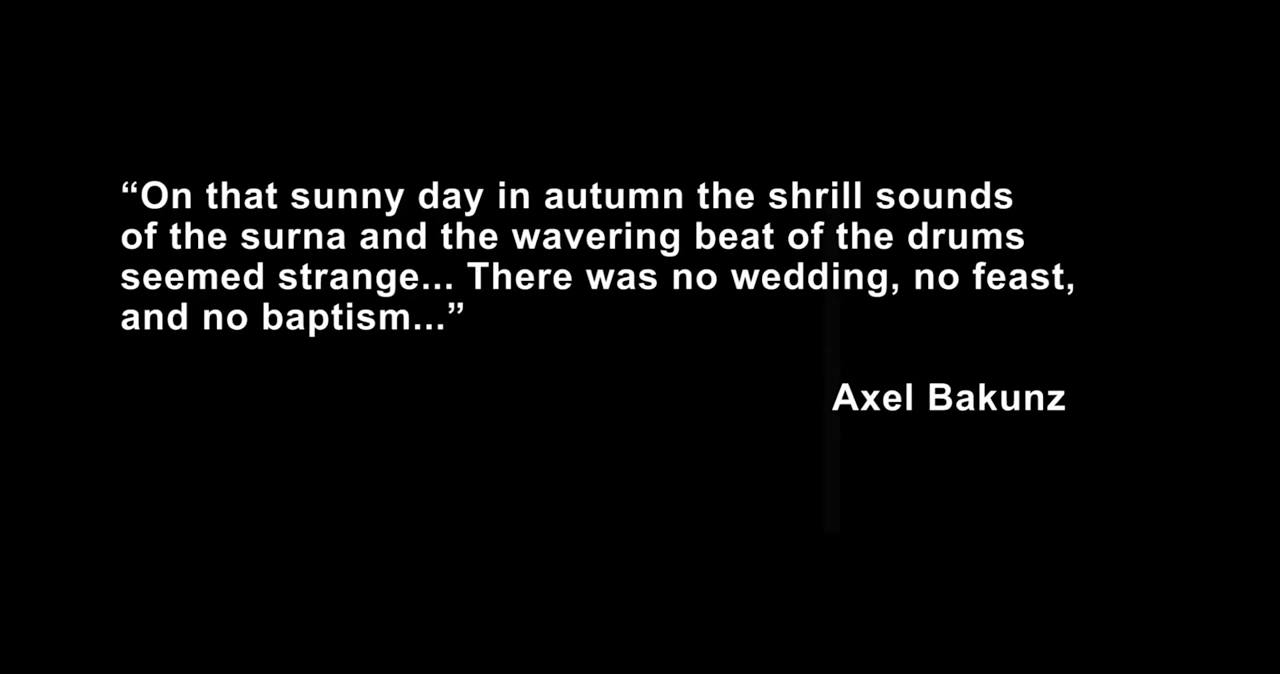 “On that sunny day in autumn the shrill sounds
of the surna and the wavering beat of the drums
seemed strange... There was no wedding, no feast,
and no baptism...”
Axel Bakunz